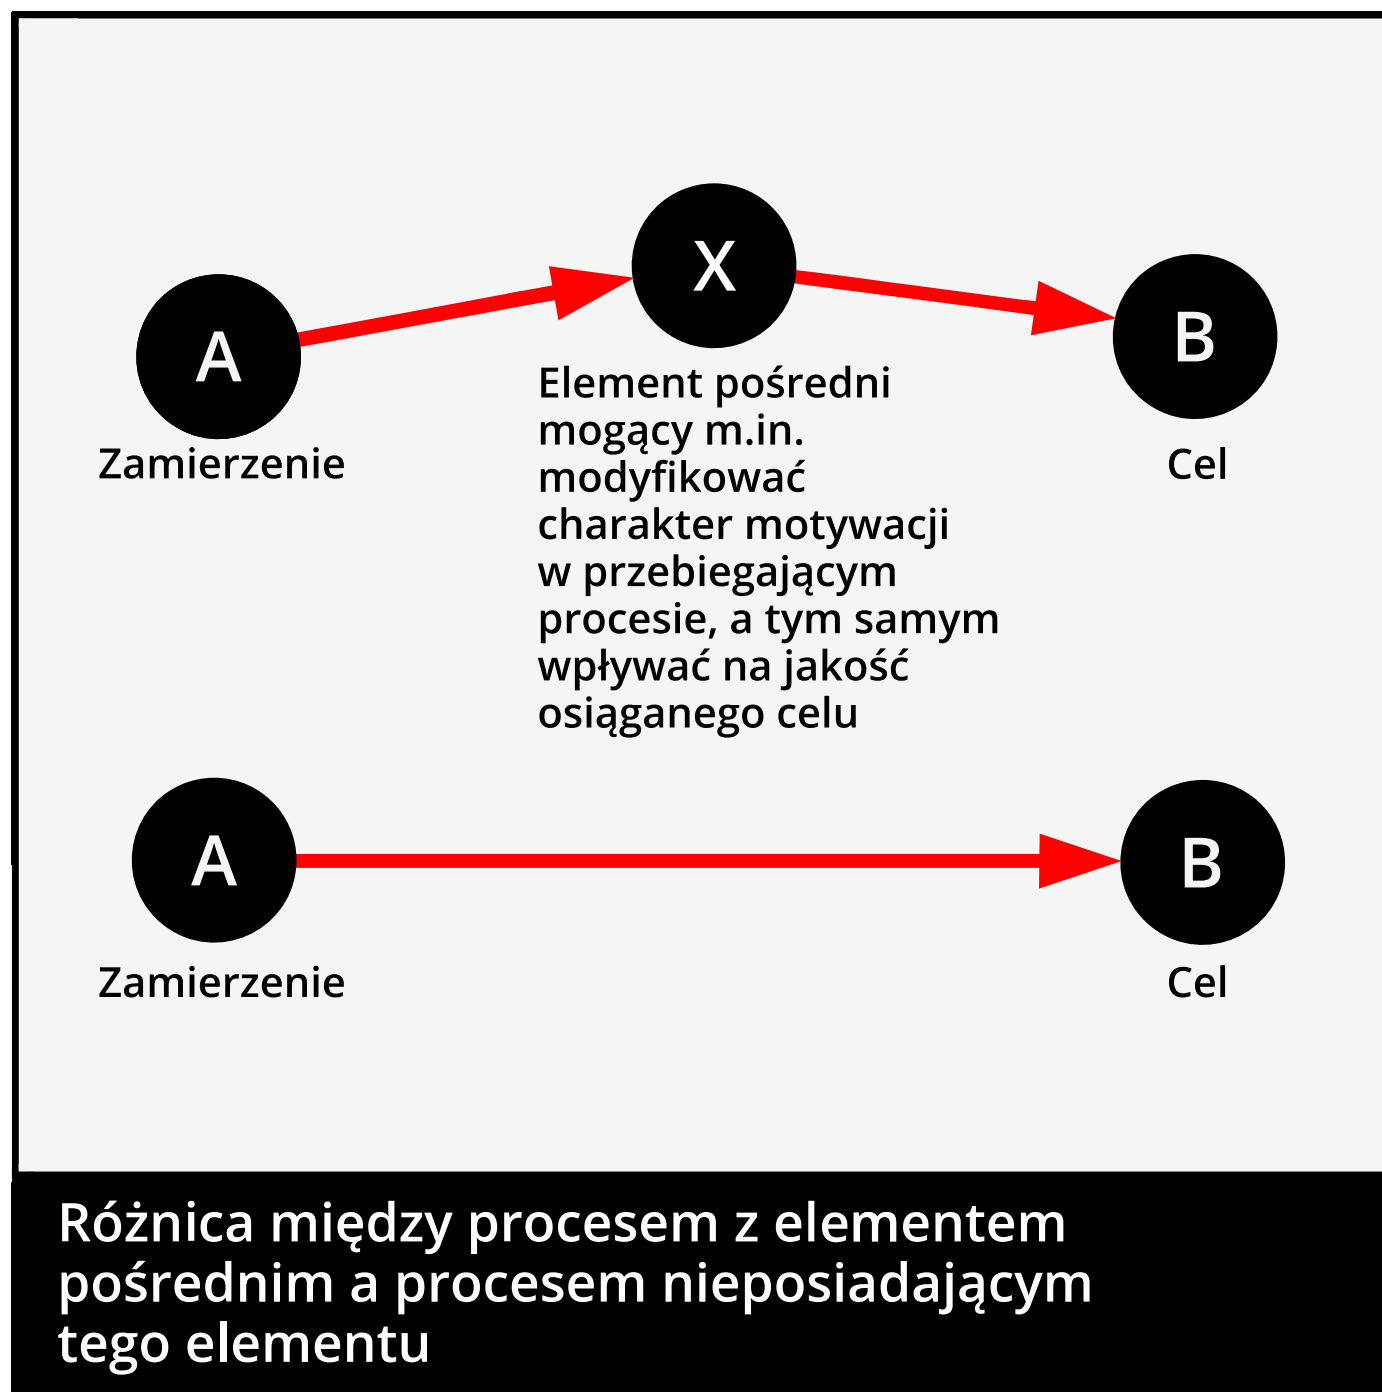 A
X
B
Zamierzenie
Element pośredni
mogący m.in.
modyfikować
charakter motywacji
w przebiegającym
procesie, a tym samym
wpływać na jakość
osiąganego celu
Cel
A
B
Zamierzenie
Cel
Różnica między procesem z elementem
pośrednim a procesem nieposiadającym
tego elementu